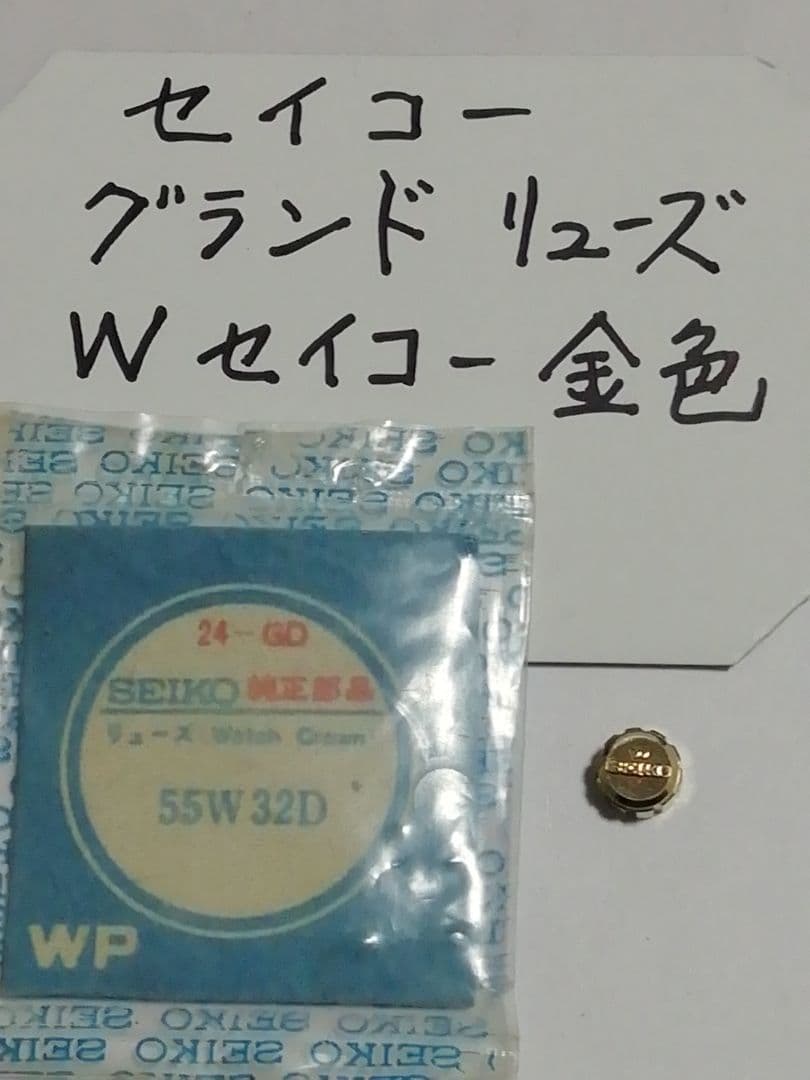 セイコー
グランド リューズ
W セイコー 金色
24-GD
SEIKO 純正部品
リューズ Watch Crown
55W32D
WP
W
SEIKO